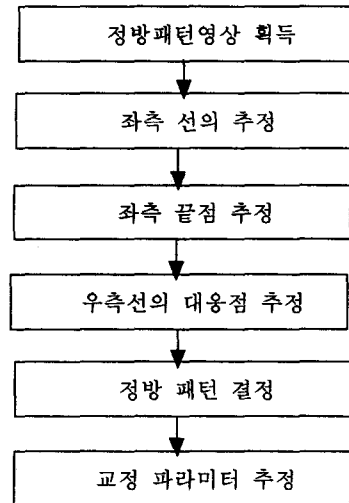 정방패턴영상 획득
좌측 선의 추정
좌측 끝점 추정
우측선의 대응점 추정
정방 패턴 결정
교정 파라미터 추정